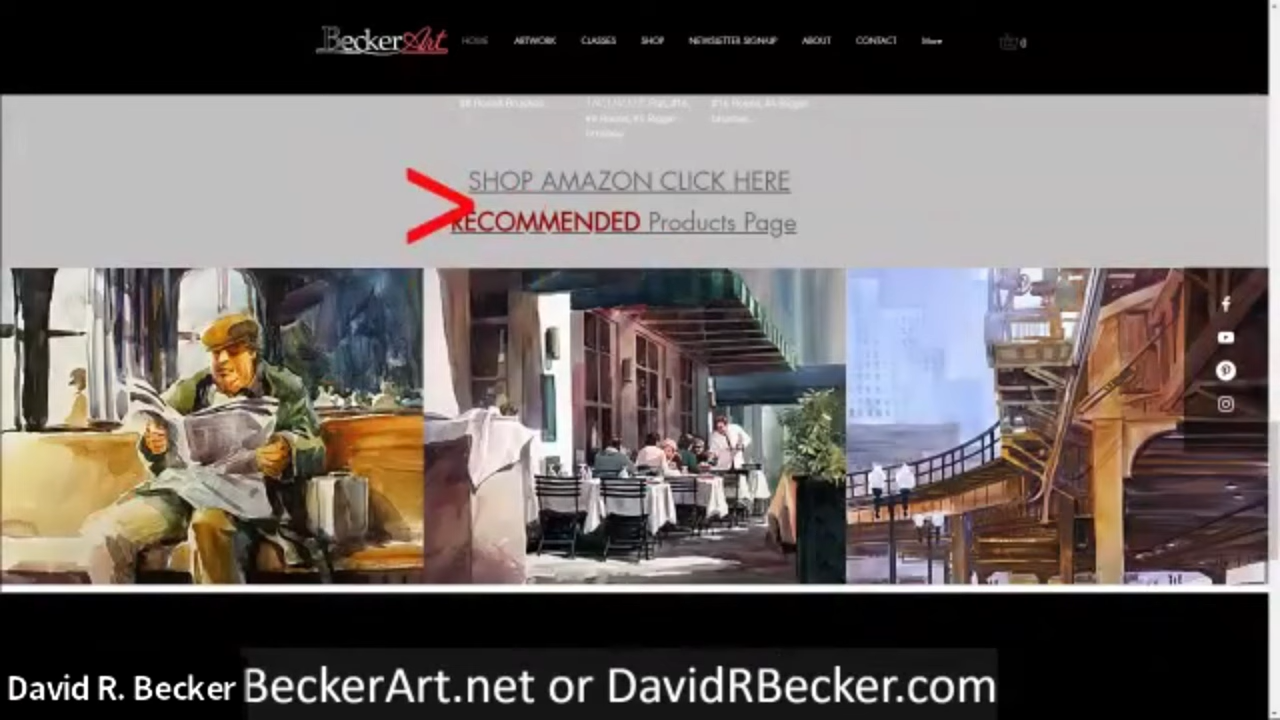 BeckerArt
HOME ARTWORK CLASSES SHOP NEWSLETTER SIGNUP ABOUT CONTACT More 0
SHOP AMAZON CLICK HERE
> RECOMMENDED Products Page
David R. Becker
BeckerArt.net or DavidRBecker.com